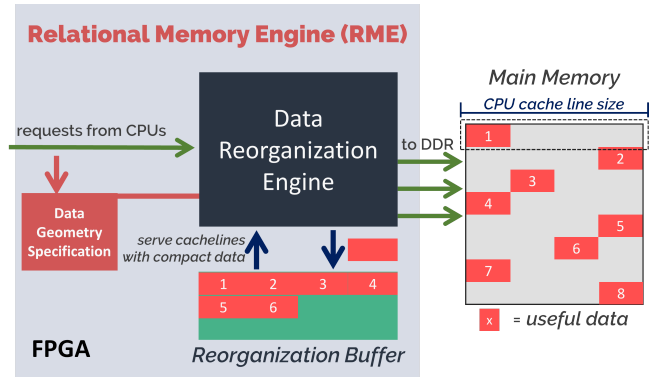 Relational Memory Engine (RME)
requests from CPUs
Data
Reorganization
Engine
to DDR
Data
Geometry
Specification
serve cachelines
with compact data
1 2 3 4
5 6
Reorganization Buffer
FPGA
Main Memory
CPU cache line size
1
2
3
4
5
6
7
8
x = useful data